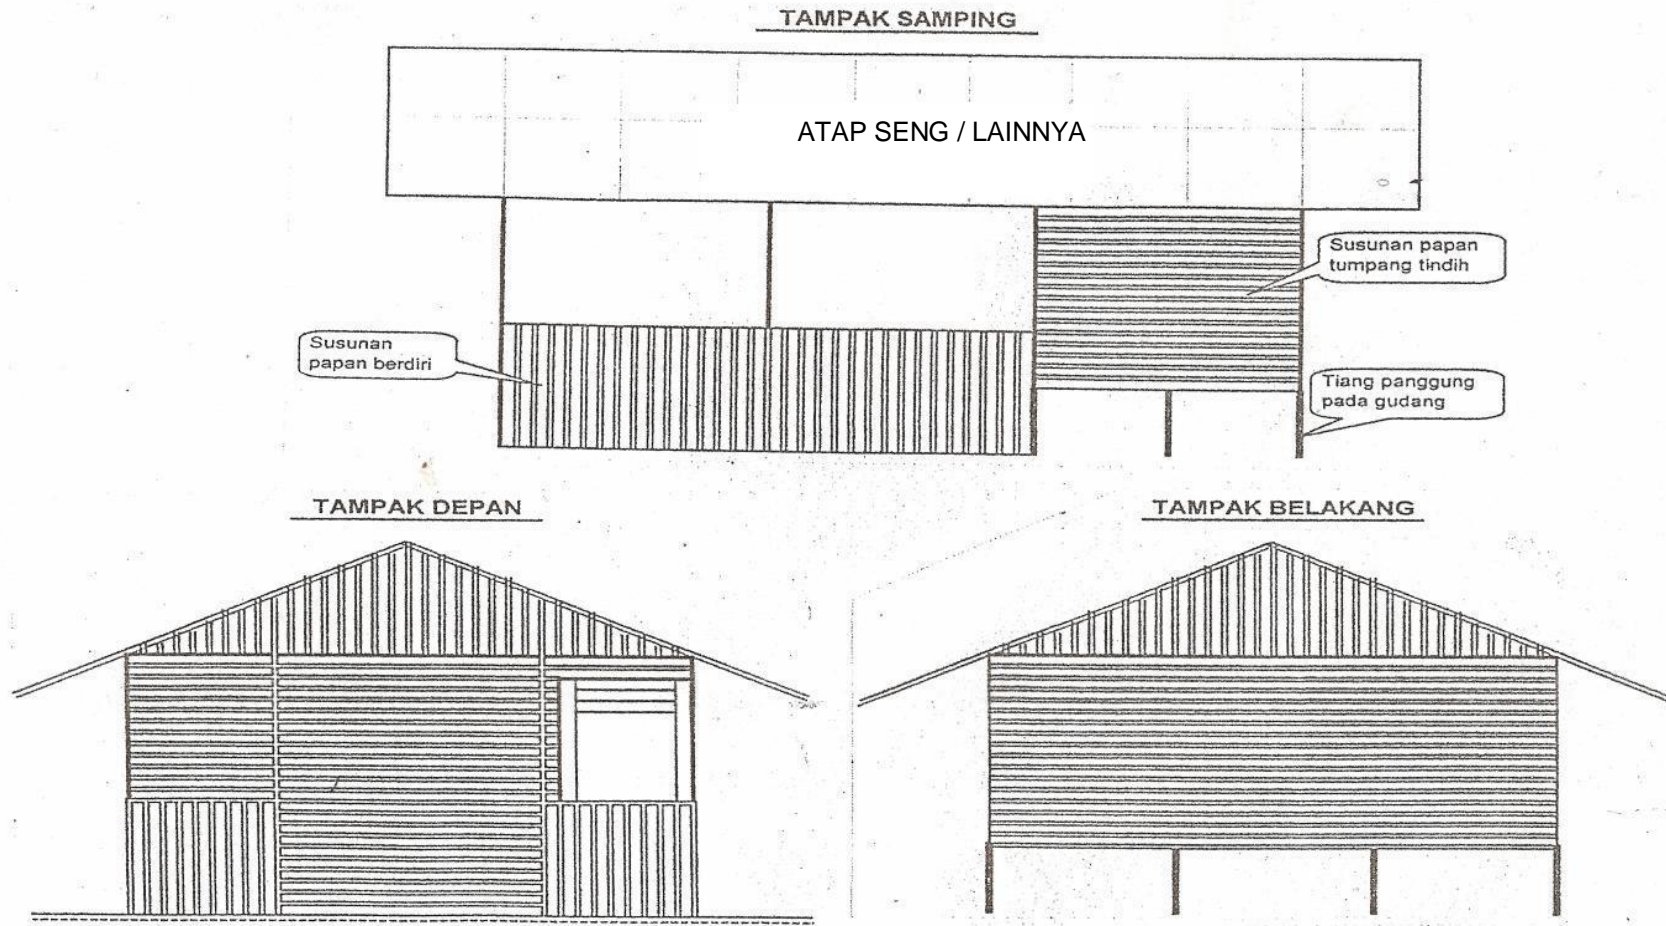 TAMPAK SAMPING
ATAP SENG / LAINNYA
Susunan papan
tumpang tindih
Susunan
papan berdiri
Tiang panggung
pada gudang
TAMPAK DEPAN
TAMPAK BELAKANG